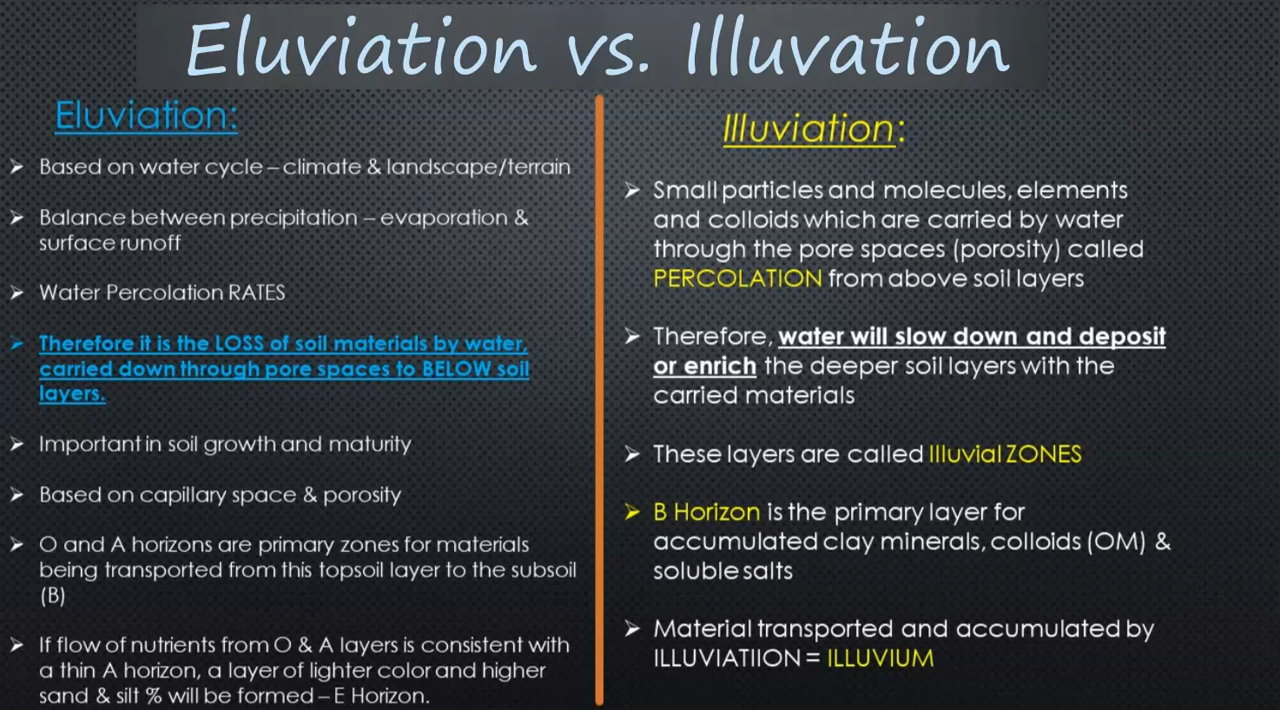 Eluviation vs. Illuvation
Eluviation:
➢ Based on water cycle – climate & landscape/terrain
➢ Balance between precipitation – evaporation &
surface runoff
➢ Water Percolation RATES
➢ Therefore it is the LOSS of soil materials by water,
carried down through pore spaces to BELOW soil
layers.
➢ Important in soil growth and maturity
➢ Based on capillary space & porosity
➢ O and A horizons are primary zones for materials
being transported from this topsoil layer to the subsoil
(B)
➢ If flow of nutrients from O & A layers is consistent with
a thin A horizon, a layer of lighter color and higher
sand & silt % will be formed – E Horizon.
Illuviation:
➢ Small particles and molecules, elements
and colloids which are carried by water
through the pore spaces (porosity) called
PERCOLATION from above soil layers
➢ Therefore, water will slow down and deposit
or enrich the deeper soil layers with the
carried materials
➢ These layers are called Illuvial ZONES
➢ B Horizon is the primary layer for
accumulated clay minerals, colloids (OM) &
soluble salts
➢ Material transported and accumulated by
ILLUVIATIION = ILLUVIUM